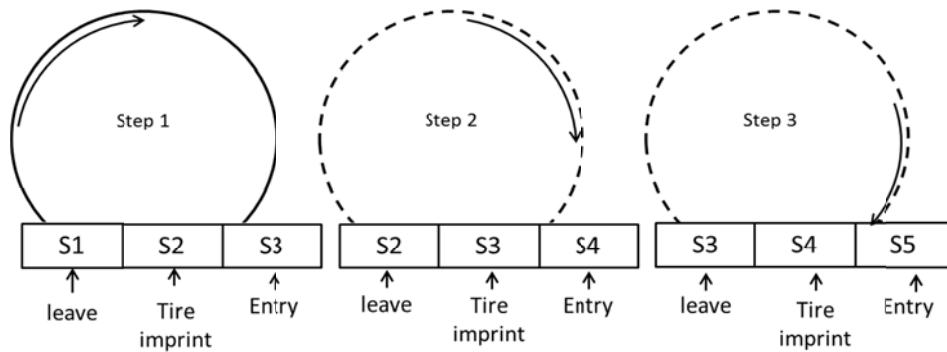 Step 1
Step 2
Step 3
S1 S2 S3
S2 S3 S4
S3 S4 S5
leave Tire imprint Entry
leave Tire imprint Entry
leave Tire imprint Entry